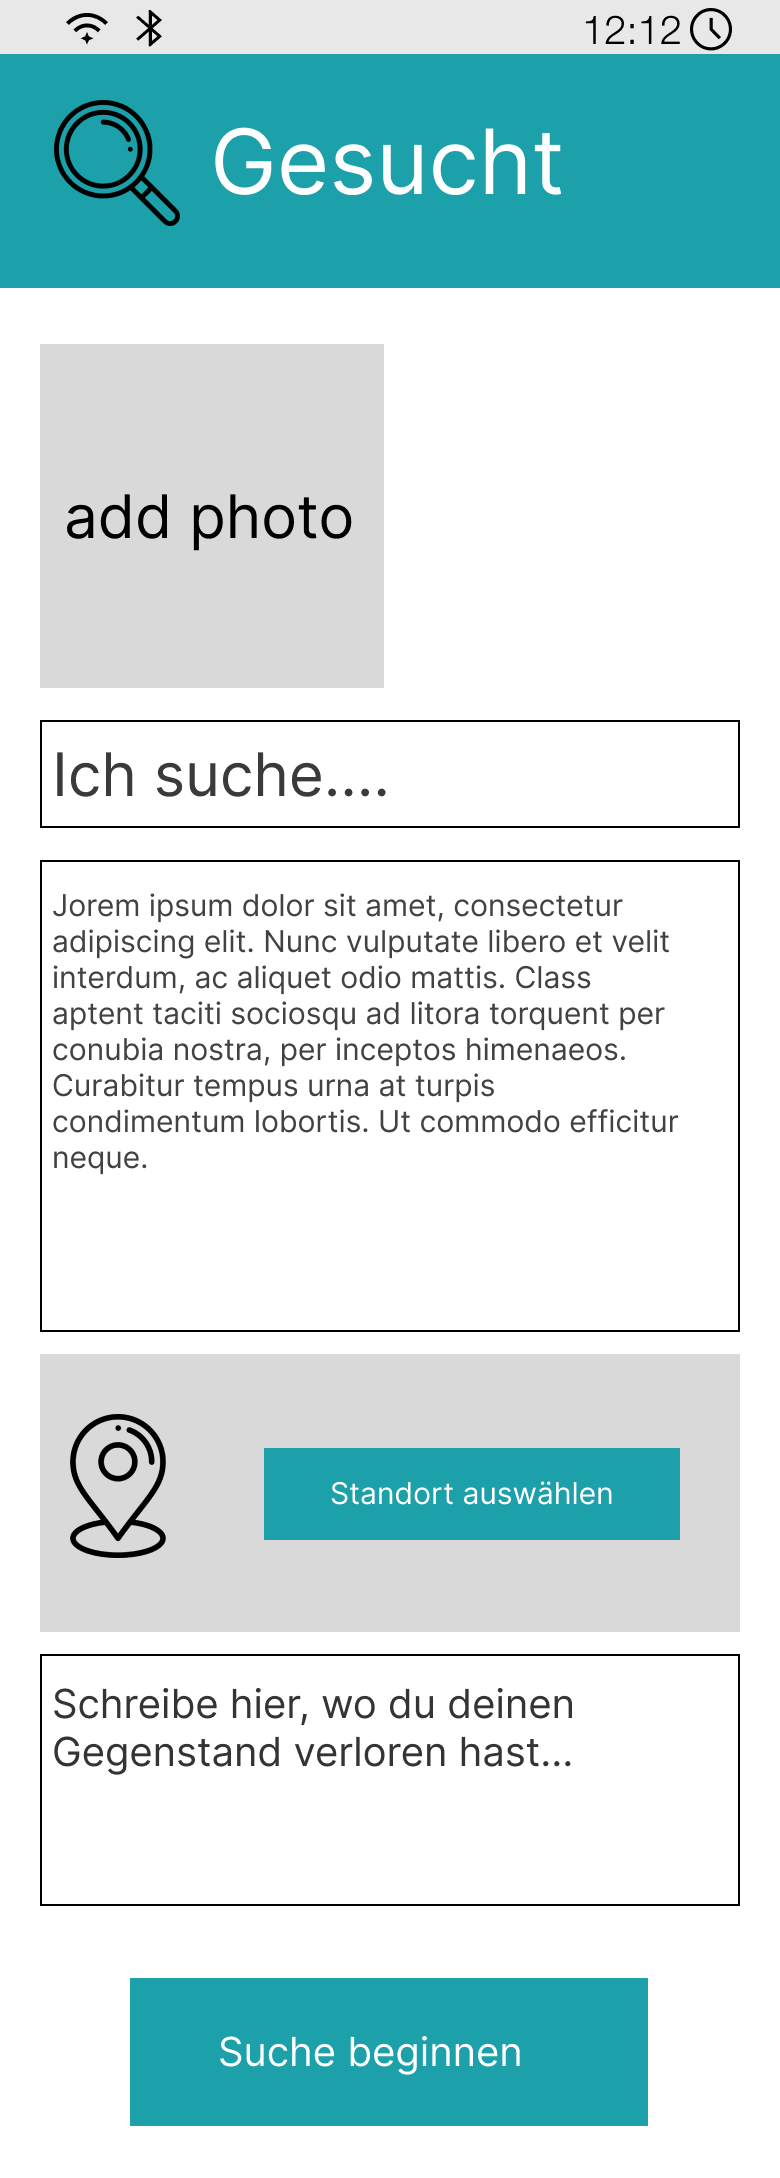 12:12
Gesucht
add photo
Ich suche....
Jorem ipsum dolor sit amet, consectetur
adipiscing elit. Nunc vulputate libero et velit
interdum, ac aliquet odio mattis. Class
aptent taciti sociosqu ad litora torquent per
conubia nostra, per inceptos himenaeos.
Curabitur tempus urna at turpis
condimentum lobortis. Ut commodo efficitur
neque.
Standort auswählen
Schreibe hier, wo du deinen
Gegenstand verloren hast...
Suche beginnen